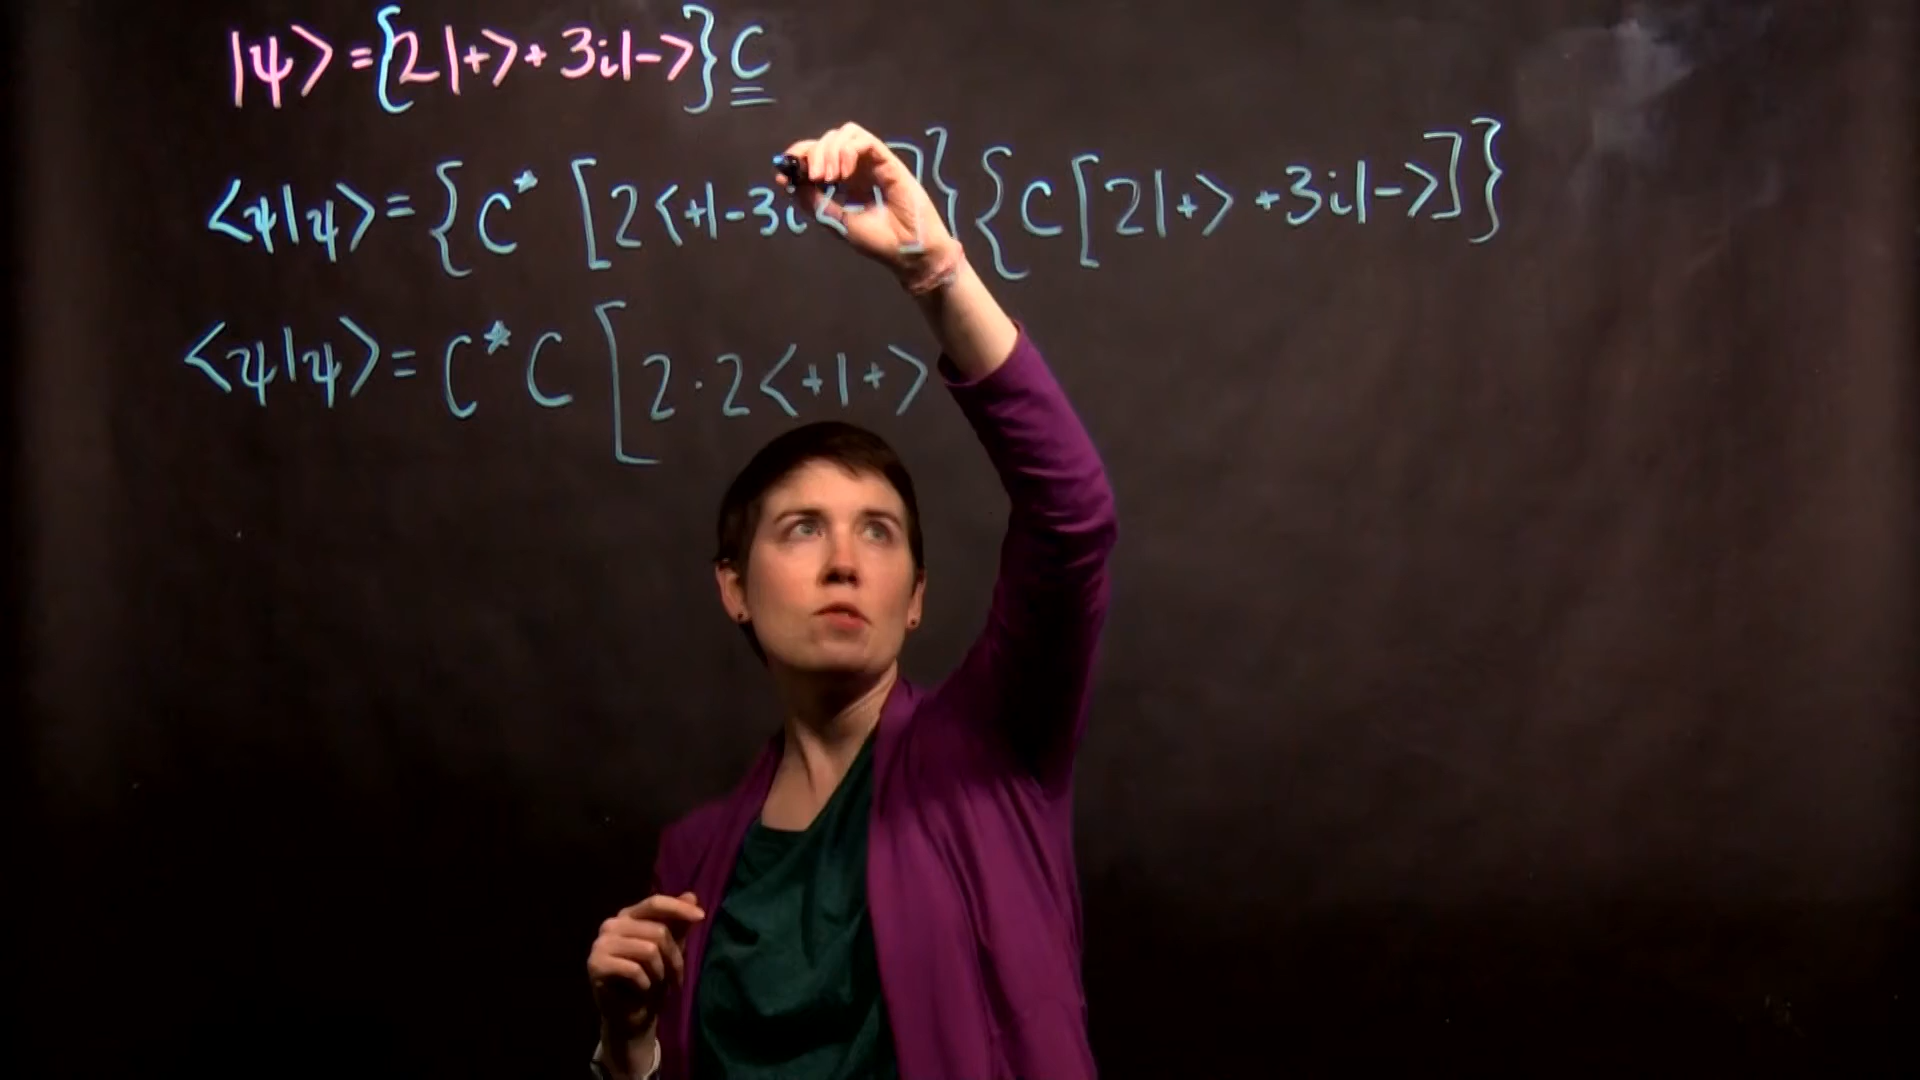 |ψ⟩ = {2|+⟩ + 3i|-⟩} C
⟨ψ|ψ⟩ = {C* [2⟨+| - 3i⟨-|]} {C [2|+⟩ + 3i|-⟩]}
⟨ψ|ψ⟩ = C* C [2·2⟨+|+⟩